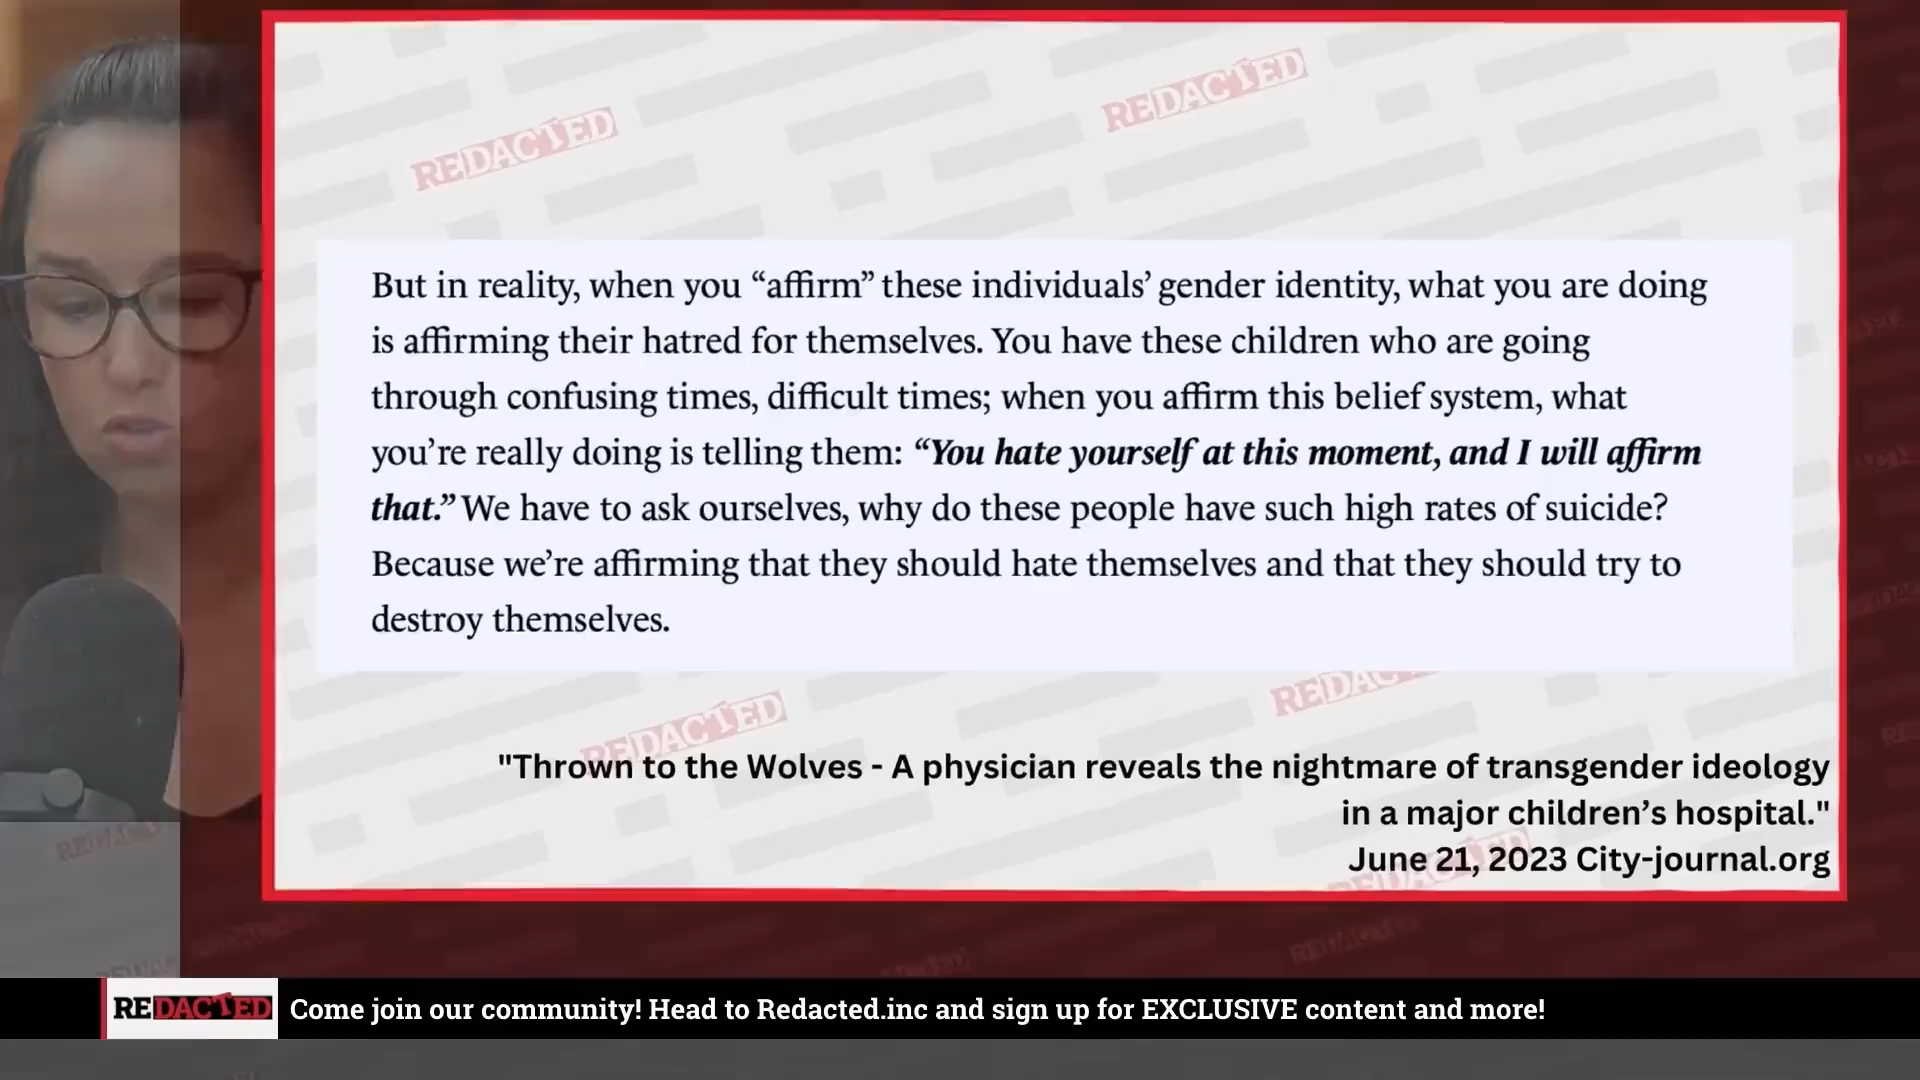 REDACTED
REDACTED
But in reality, when you “affirm” these individuals’ gender identity, what you are doing
is affirming their hatred for themselves. You have these children who are going
through confusing times, difficult times; when you affirm this belief system, what
you’re really doing is telling them: “You hate yourself at this moment, and I will affirm
that.” We have to ask ourselves, why do these people have such high rates of suicide?
Because we’re affirming that they should hate themselves and that they should try to
destroy themselves.
REDACTED
"Thrown to the Wolves - A physician reveals the nightmare of transgender ideology
in a major children’s hospital."
June 21, 2023 City-journal.org
REDACTED Come join our community! Head to Redacted.inc and sign up for EXCLUSIVE content and more!